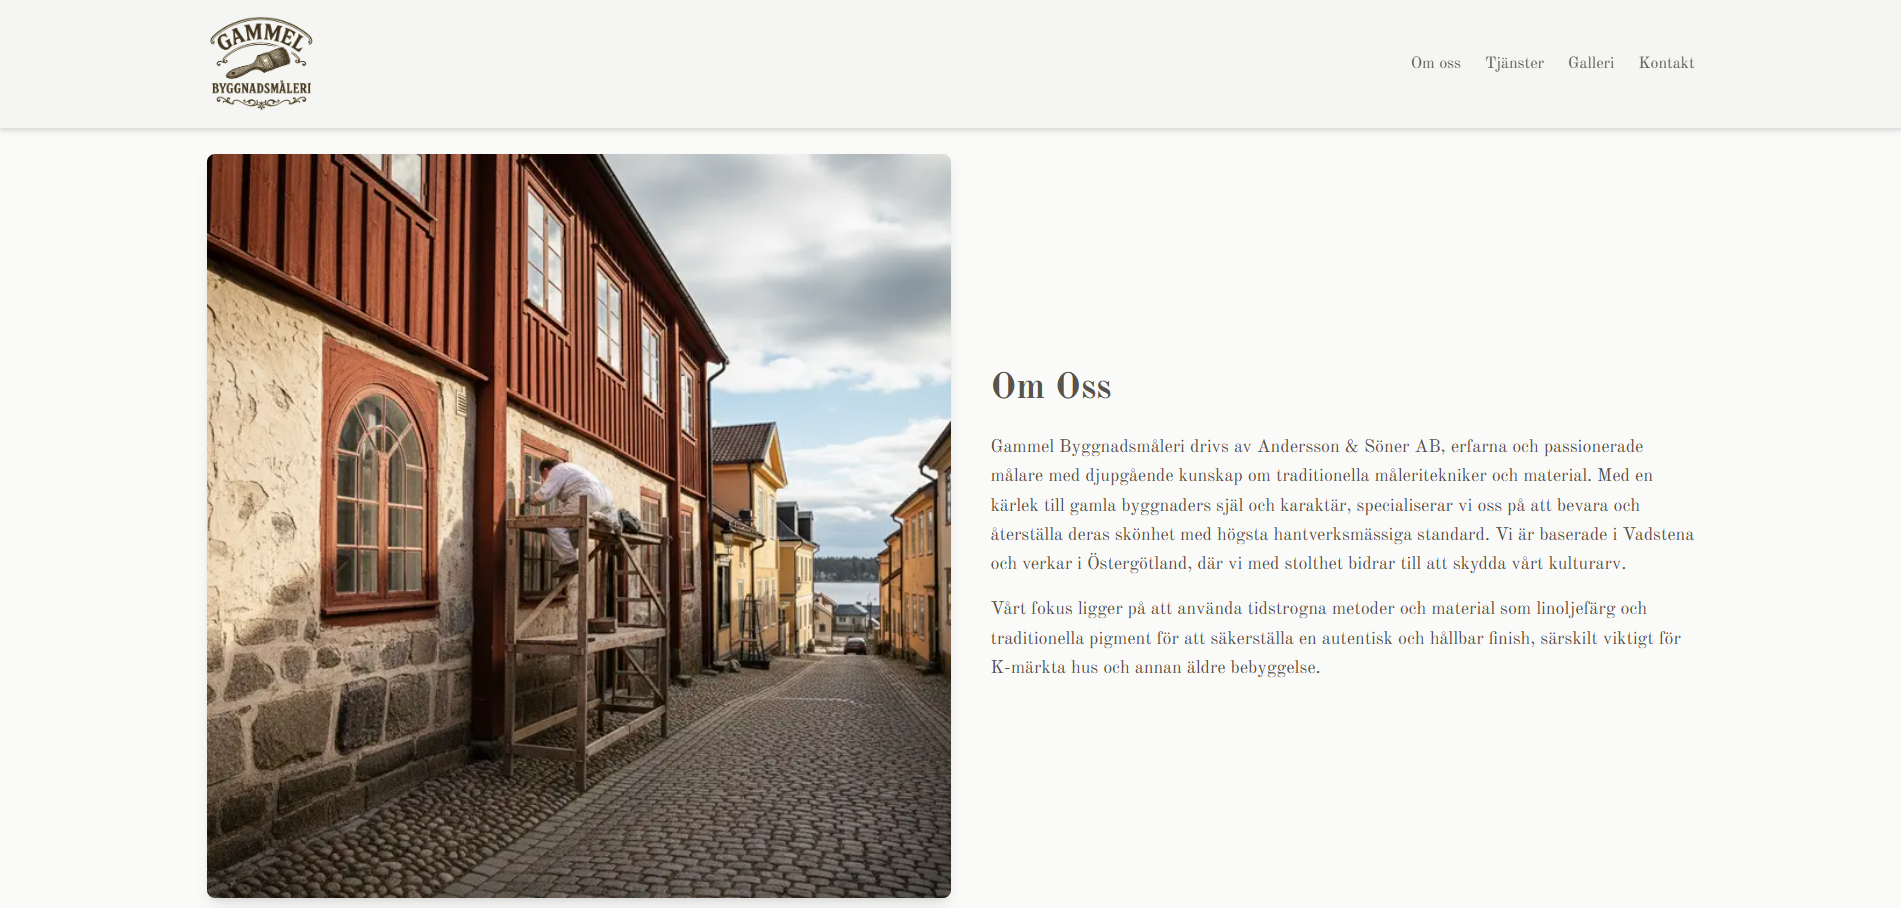 GAMMEL
BYGGNADSMÅLERI
Om oss Tjänster Galleri Kontakt
Om Oss
Gammel Byggnadsmåleri drivs av Andersson & Söner AB, erfarna och passionerade
målare med djupgående kunskap om traditionella måleritekniker och material. Med en
kärlek till gamla byggnaders själ och karaktär, specialiserar vi oss på att bevara och
återställa deras skönhet med högsta hantverksmässiga standard. Vi är baserade i Vadstena
och verkar i Östergötland, där vi med stolthet bidrar till att skydda vårt kulturarv.
Vårt fokus ligger på att använda tidstrogna metoder och material som linoljefärg och
traditionella pigment för att säkerställa en autentisk och hållbar finish, särskilt viktigt för
K-märkta hus och annan äldre bebyggelse.